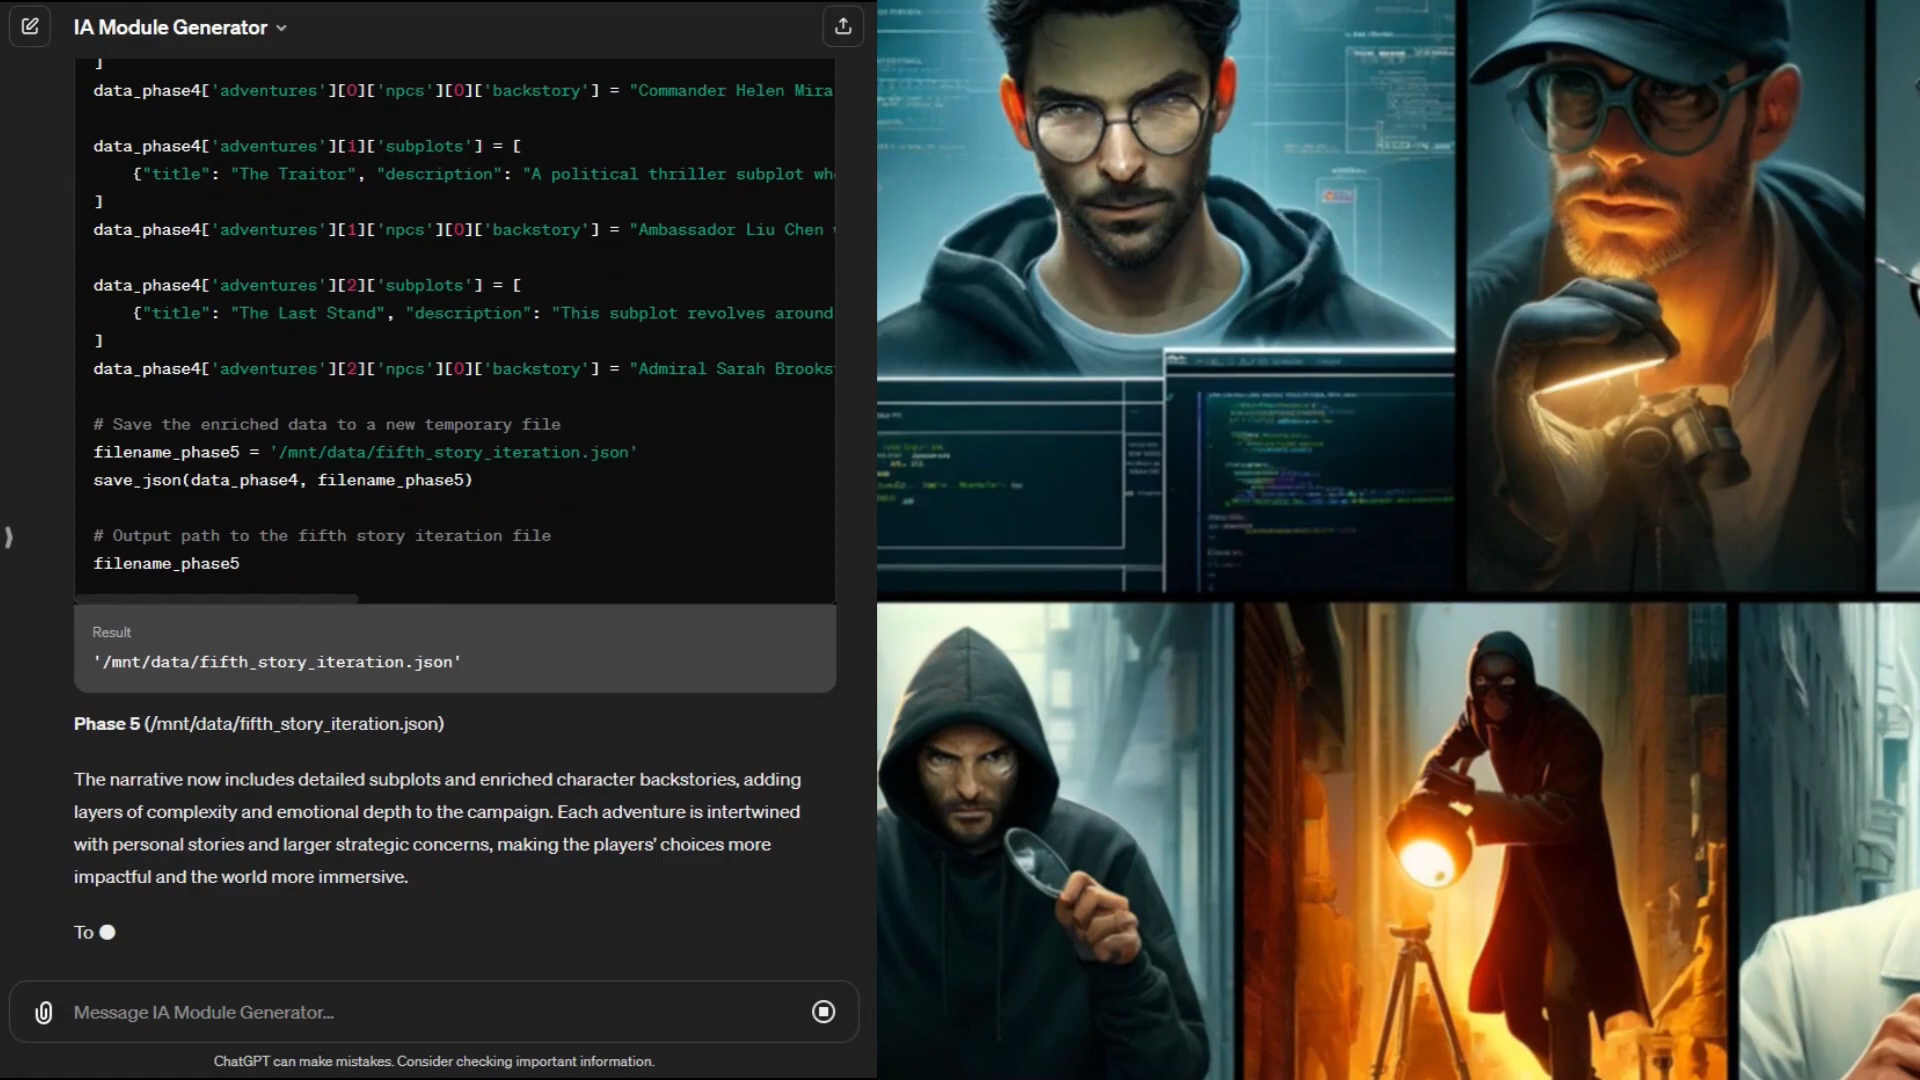 IA Module Generator
]
data_phase4['adventures'][0]['npcs'][0]['backstory'] = "Commander Helen Mira
data_phase4['adventures'][1]['subplots'] = [
{"title": "The Traitor", "description": "A political thriller subplot wh
]
data_phase4['adventures'][1]['npcs'][0]['backstory'] = "Ambassador Liu Chen
data_phase4['adventures'][2]['subplots'] = [
{"title": "The Last Stand", "description": "This subplot revolves around
]
data_phase4['adventures'][2]['npcs'][0]['backstory'] = "Admiral Sarah Brooks
# Save the enriched data to a new temporary file
filename_phase5 = '/mnt/data/fifth_story_iteration.json'
save_json(data_phase4, filename_phase5)
# Output path to the fifth story iteration file
filename_phase5
Result
'/mnt/data/fifth_story_iteration.json'
Phase 5 (/mnt/data/fifth_story_iteration.json)
The narrative now includes detailed subplots and enriched character backstories, adding
layers of complexity and emotional depth to the campaign. Each adventure is intertwined
with personal stories and larger strategic concerns, making the players' choices more
impactful and the world more immersive.
To
Message IA Module Generator...
ChatGPT can make mistakes. Consider checking important information.